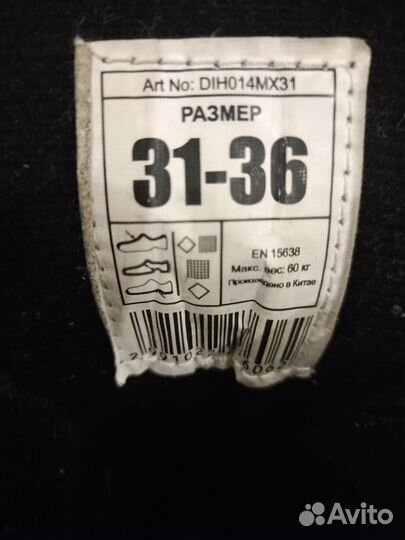 Art No: DIH014MX31
РАЗМЕР
31-36
EN 15638
Макс. вес: 60 кг
Произведено в Китае
Avito